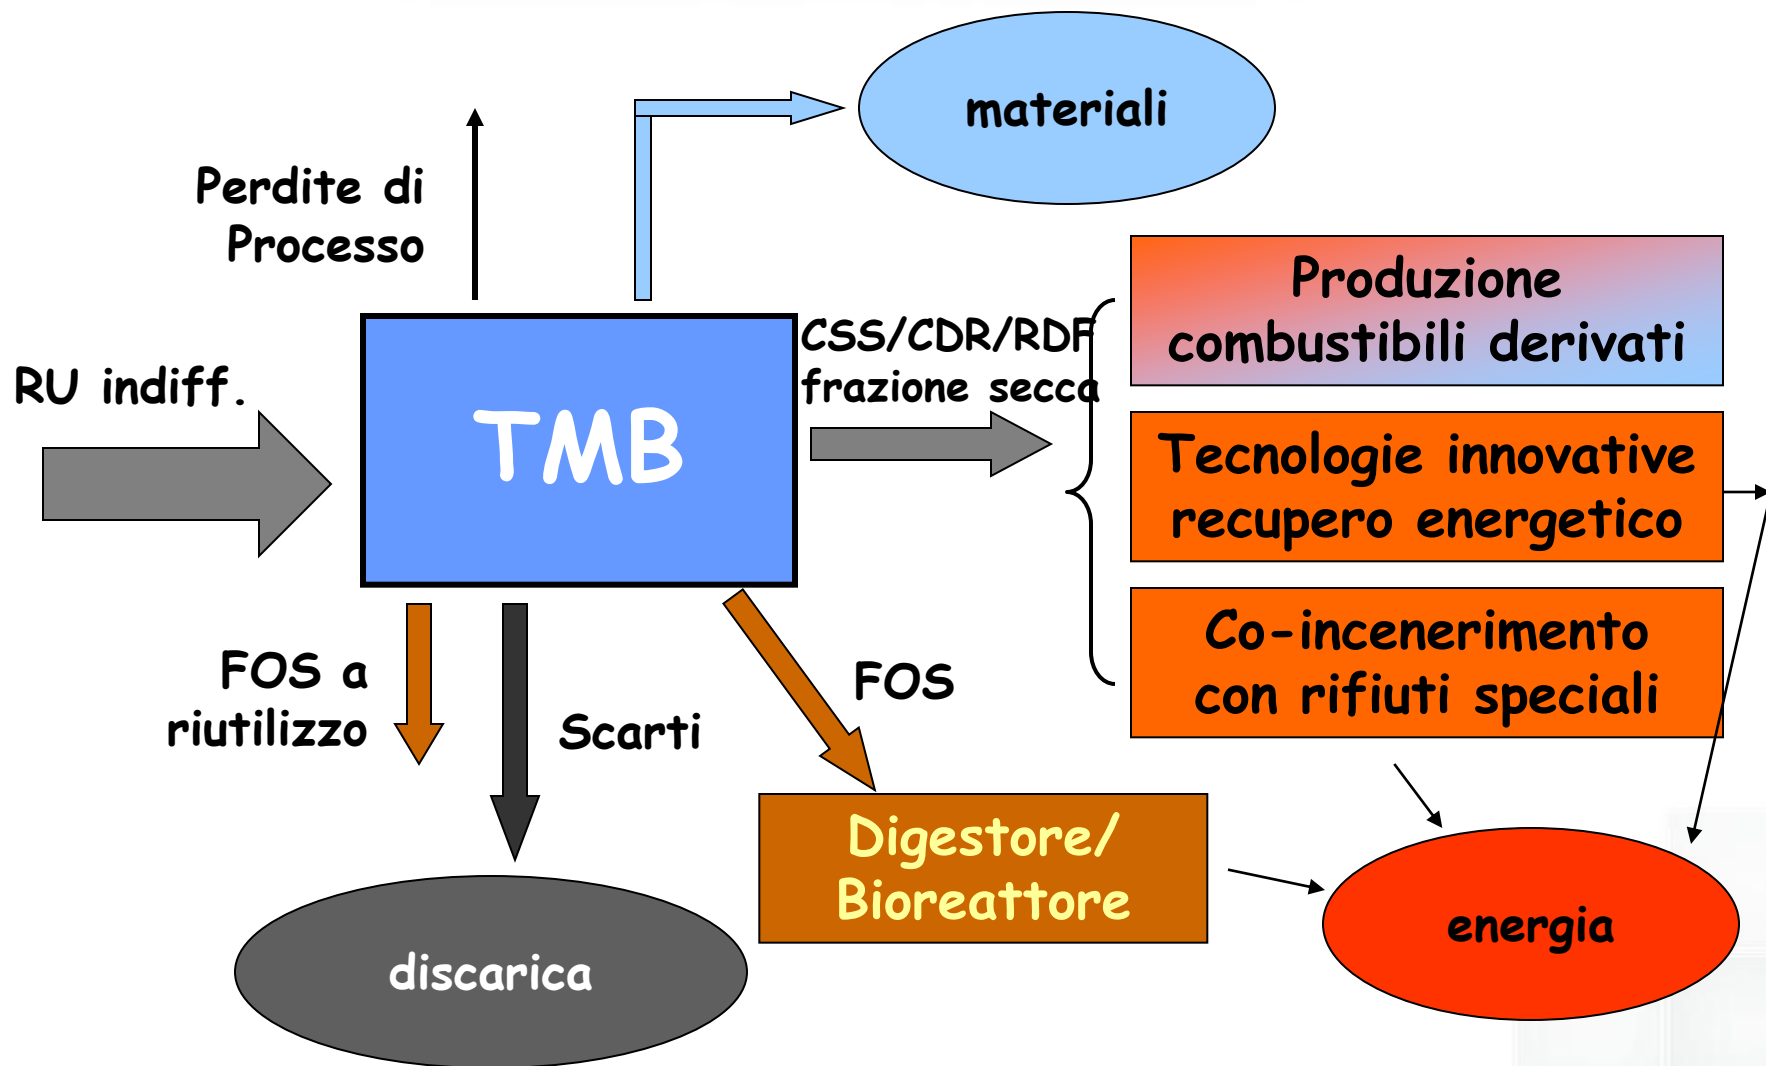 materiali
Perdite di
Processo
Produzione
combustibili derivati
CSS/CDR/RDF
frazione secca
RU indiff.
TMB
Tecnologie innovative
recupero energetico
Co-incenerimento
con rifiuti speciali
FOS a
riutilizzo
Scarti
FOS
Digestore/
Bioreattore
energia
discarica